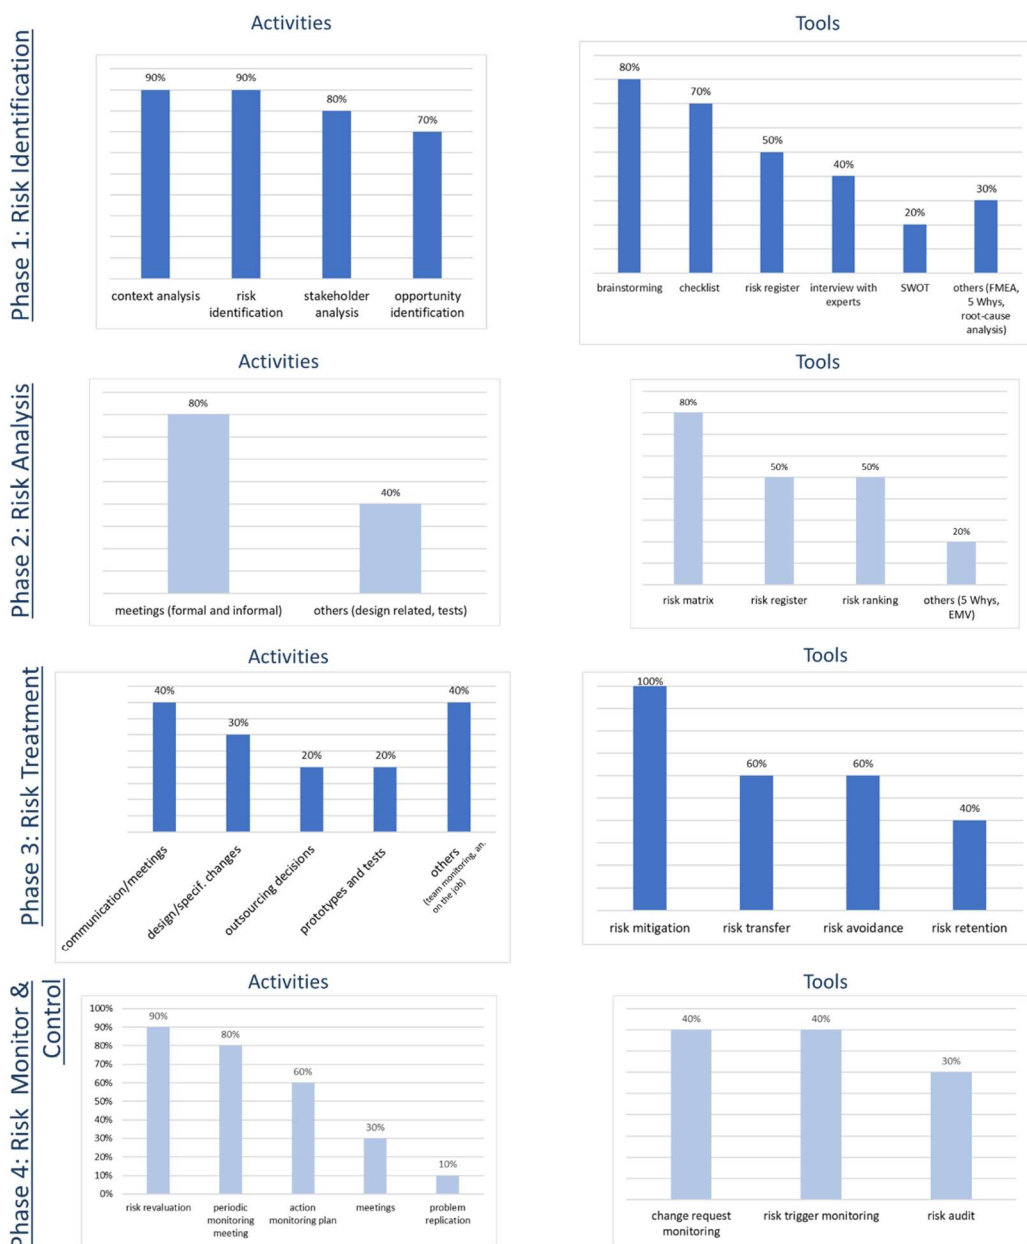 Phase 1: Risk Identification
Activities
90%
90%
80%
70%
context analysis
risk
identification
stakeholder
analysis
opportunity
identification
Tools
80%
70%
50%
40%
20%
30%
brainstorming
checklist
risk register
interview with
experts
SWOT
others (FMEA,
5 Whys,
root-cause
analysis)
Phase 2: Risk Analysis
Activities
80%
40%
meetings (formal and informal)
others (design related, tests)
Tools
80%
50%
50%
20%
risk matrix
risk register
risk ranking
others (5 Whys,
EMV)
Phase 3: Risk Treatment
Activities
40%
30%
20%
20%
40%
communication/meetings
design/specif. changes
outsourcing decisions
prototypes and tests
others
(team monitoring, an.
on the job)
Tools
100%
60%
60%
40%
risk mitigation
risk transfer
risk avoidance
risk retention
Phase 4: Risk Monitor &
Control
Activities
100%
90%
80%
70%
60%
50%
40%
30%
20%
10%
0%
90%
80%
60%
30%
10%
risk revaluation
periodic
monitoring
meeting
action
monitoring plan
meetings
problem
replication
Tools
40%
40%
30%
change request
monitoring
risk trigger monitoring
risk audit